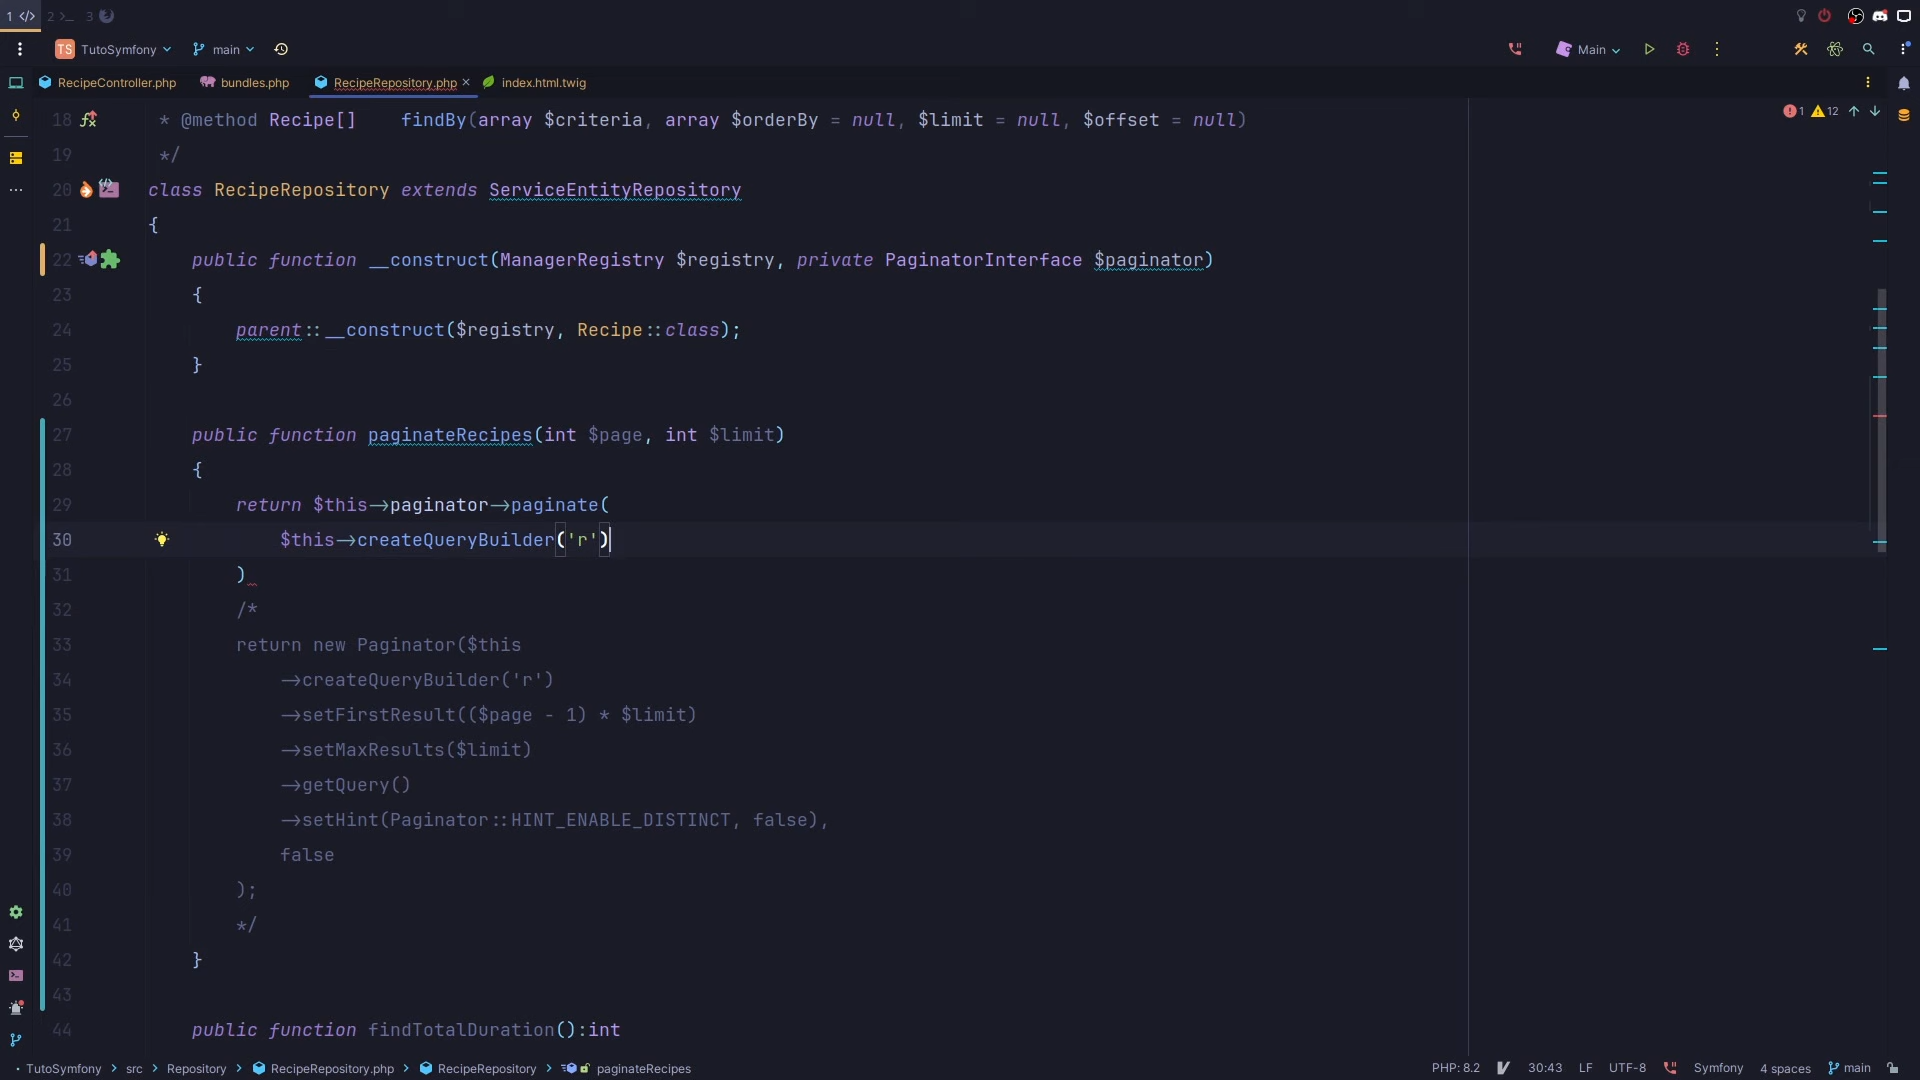 1 </> 2 >_ 3
TS TutoSymfony main Main
RecipeController.php bundles.php RecipeRepository.php × index.html.twig
18 * @method Recipe[]    findBy(array $criteria, array $orderBy = null, $limit = null, $offset = null)
1 12
19 */
20 class RecipeRepository extends ServiceEntityRepository
21 {
22 public function __construct(ManagerRegistry $registry, private PaginatorInterface $paginator)
23 {
24 parent::__construct($registry, Recipe::class);
25 }
26
27 public function paginateRecipes(int $page, int $limit)
28 {
29 return $this->paginator->paginate(
30 $this->createQueryBuilder('r')
31 )
32 /*
33 return new Paginator($this
34 ->createQueryBuilder('r')
35 ->setFirstResult(($page - 1) * $limit)
36 ->setMaxResults($limit)
37 ->getQuery()
38 ->setHint(Paginator::HINT_ENABLE_DISTINCT, false),
39 false
40 );
41 */
42 }
43
44 public function findTotalDuration():int
TutoSymfony > src > Repository > RecipeRepository.php > RecipeRepository > paginateRecipes PHP: 8.2 30:43 LF UTF-8 Symfony 4 spaces main